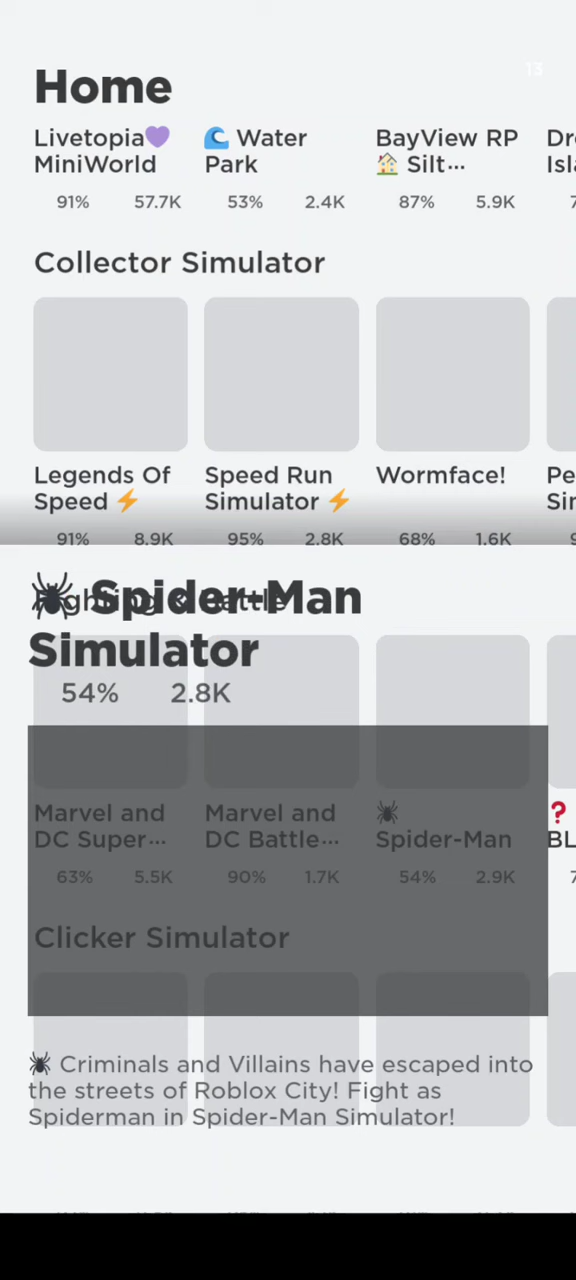 13
Home
Livetopia💜
MiniWorld
91% 57.7K
🌊 Water
Park
53% 2.4K
BayView RP
🏠 Silt...
87% 5.9K
Collector Simulator
Legends Of
Speed ⚡
91% 8.9K
Speed Run
Simulator ⚡
95% 2.8K
Wormface!
68% 1.6K
Fighting & Battle
🕷 Spider-Man
Simulator
54% 2.8K
Marvel and
DC Super...
63% 5.5K
Marvel and
DC Battle...
90% 1.7K
🕷
Spider-Man
54% 2.9K
❓
BL
Clicker Simulator
🕷 Criminals and Villains have escaped into
the streets of Roblox City! Fight as
Spiderman in Spider-Man Simulator!